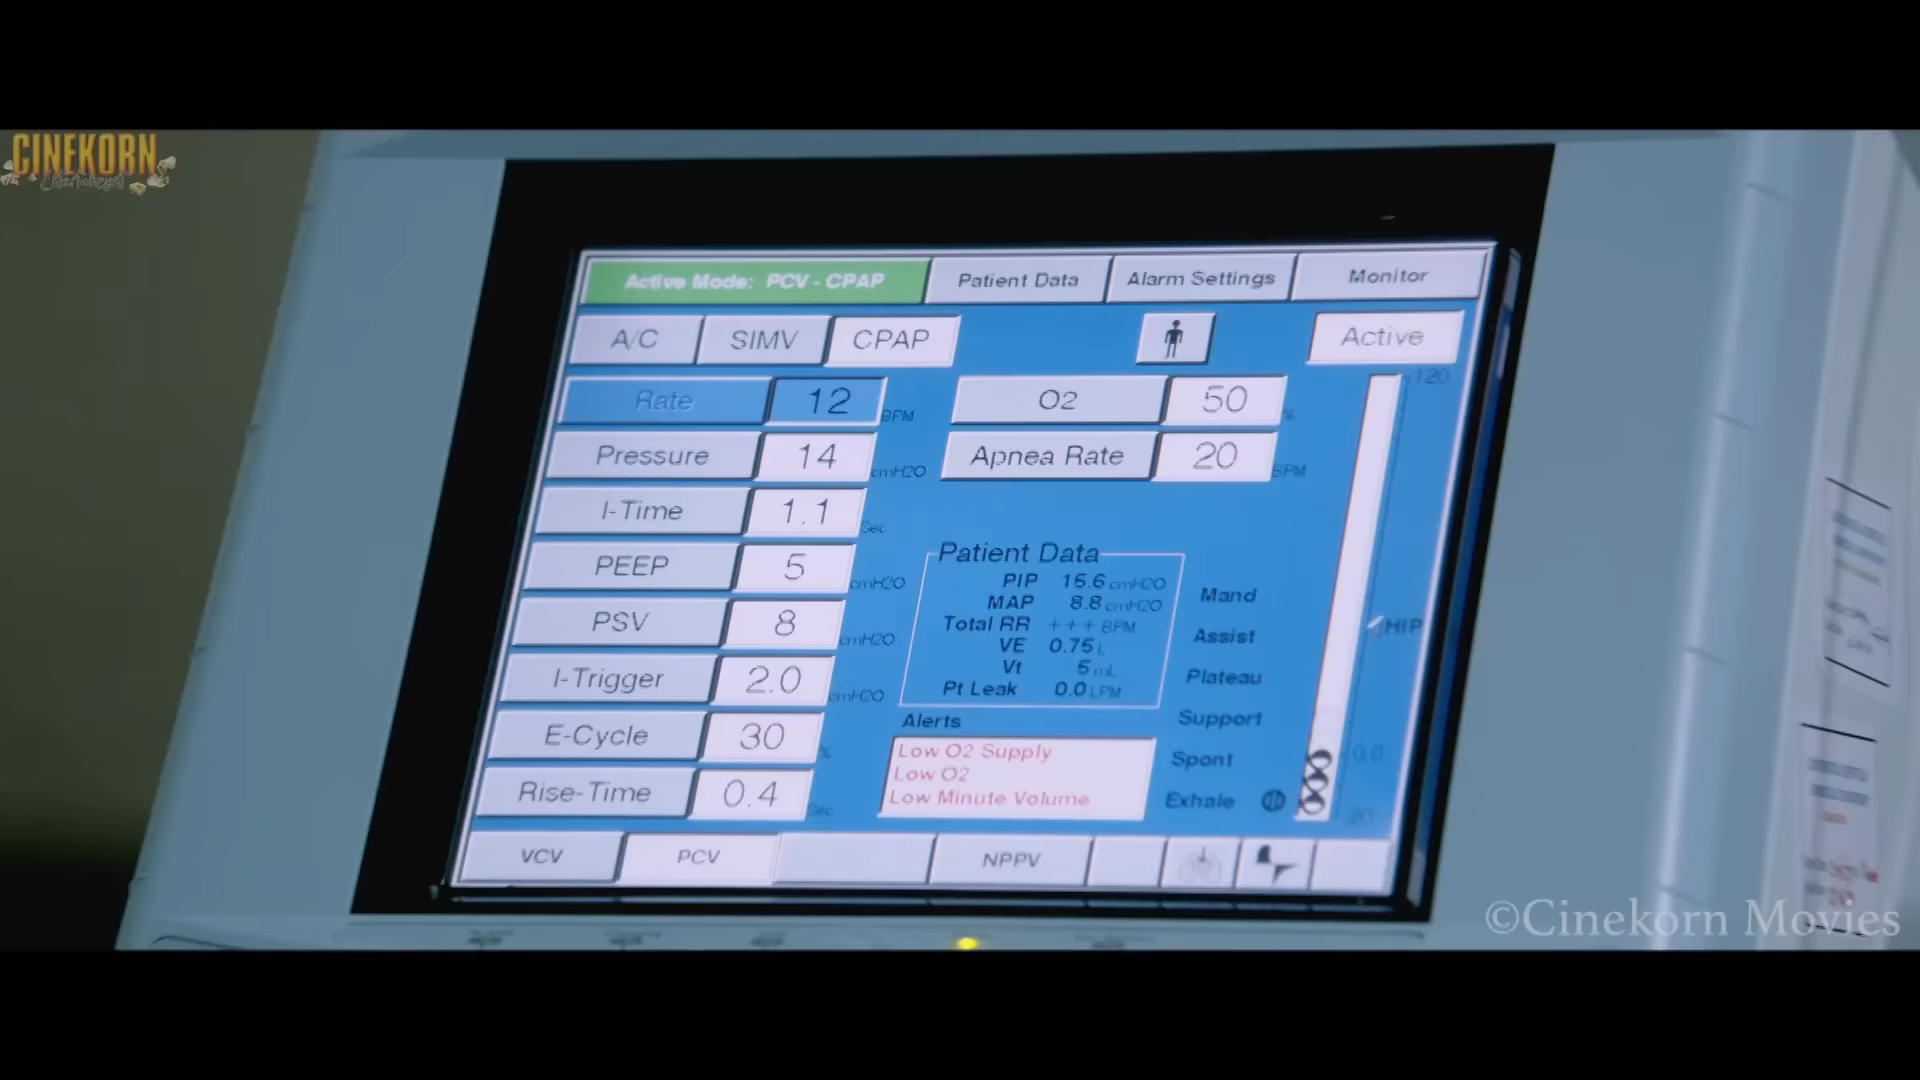 CINEKORN
Entertainment
Active Mode: PCV - CPAP
Patient Data
Alarm Settings
Monitor
A/C
SIMV
CPAP
Active
Rate 12 BPM
O2 50 %
120
Pressure 14 cmH2O
Apnea Rate 20 BPM
I-Time 1.1 Sec
PEEP 5 cmH2O
PSV 8 cmH2O
I-Trigger 2.0 cmH2O
E-Cycle 30 %
Rise-Time 0.4 Sec
Patient Data
PIP 15.6 cmH2O
MAP 8.8 cmH2O
Total RR +++ BPM
VE 0.75 L
Vt 5 mL
Pt Leak 0.0 LPM
Alerts
Low O2 Supply
Low O2
Low Minute Volume
Mand
Assist
Plateau
Support
Spont
Exhale
HIP
0.0
-20
VCV
PCV
NPPV
©Cinekorn Movies